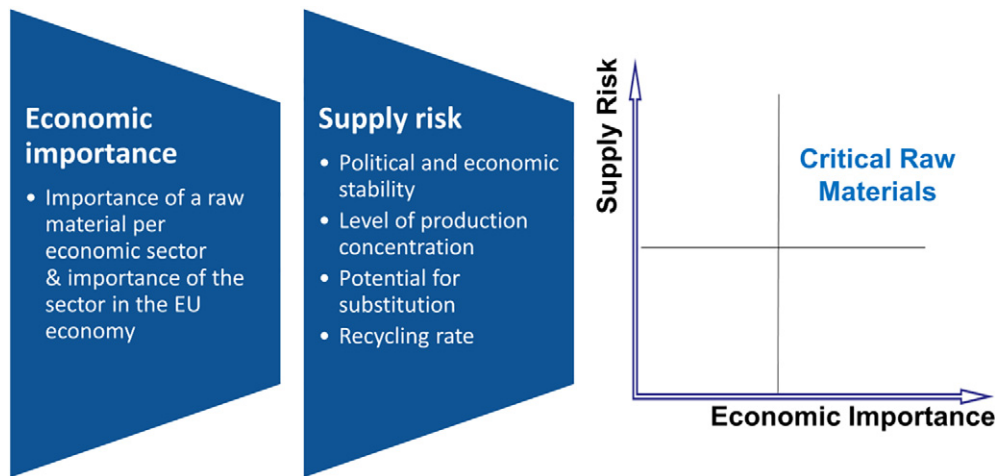 Economic
importance
• Importance of a raw
material per
economic sector
& importance of the
sector in the EU
economy
Supply risk
• Political and economic
stability
• Level of production
concentration
• Potential for
substitution
• Recycling rate
Supply Risk
Critical Raw
Materials
Economic Importance